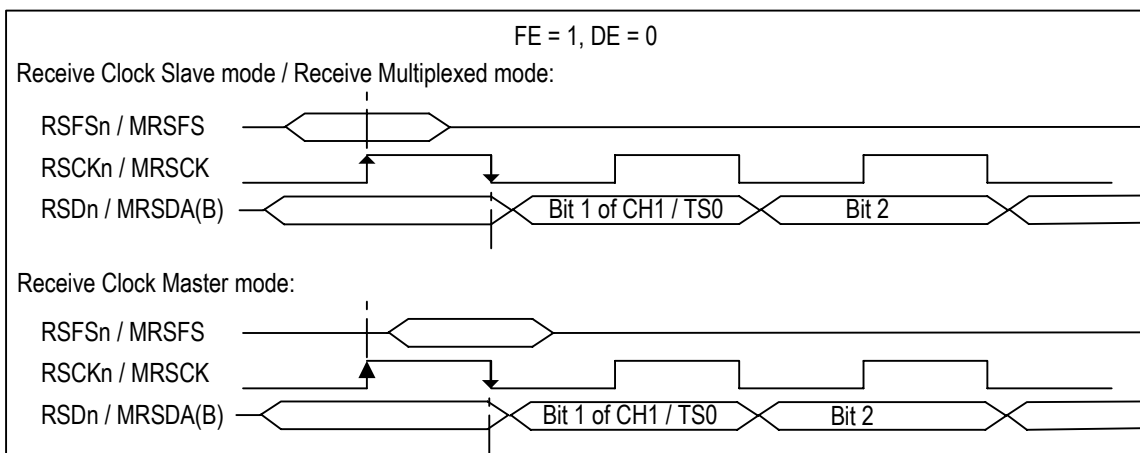 FE = 1, DE = 0
Receive Clock Slave mode / Receive Multiplexed mode:
RSFSn / MRSFS
RSCKn / MRSCK
RSDn / MRSDA(B)
Bit 1 of CH1 / TS0
Bit 2
Receive Clock Master mode:
RSFSn / MRSFS
RSCKn / MRSCK
RSDn / MRSDA(B)
Bit 1 of CH1 / TS0
Bit 2